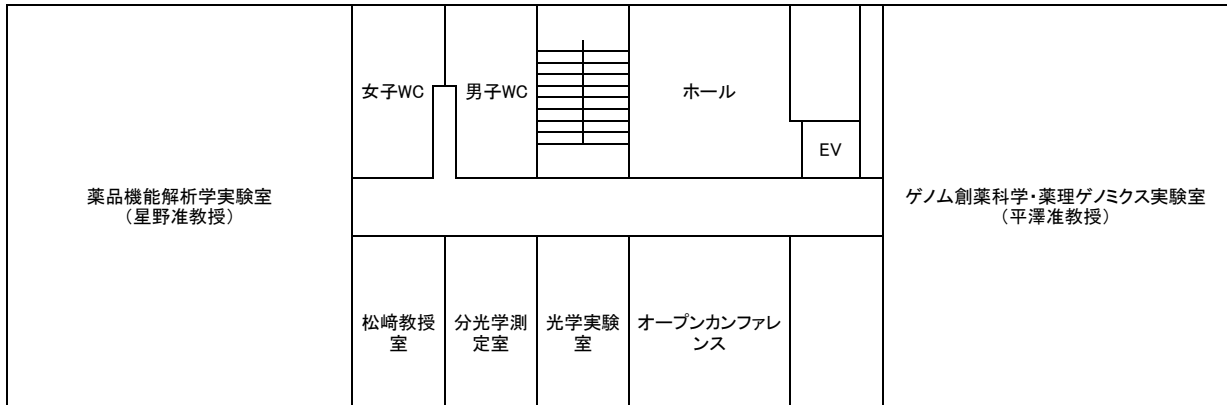 女子WC
男子WC
ホール
EV
薬品機能解析学実験室
(星野准教授)
ゲノム創薬科学・薬理ゲノミクス実験室
(平澤准教授)
松﨑教授
室
分光学測
定室
光学実験
室
オープンカンファレ
ンス